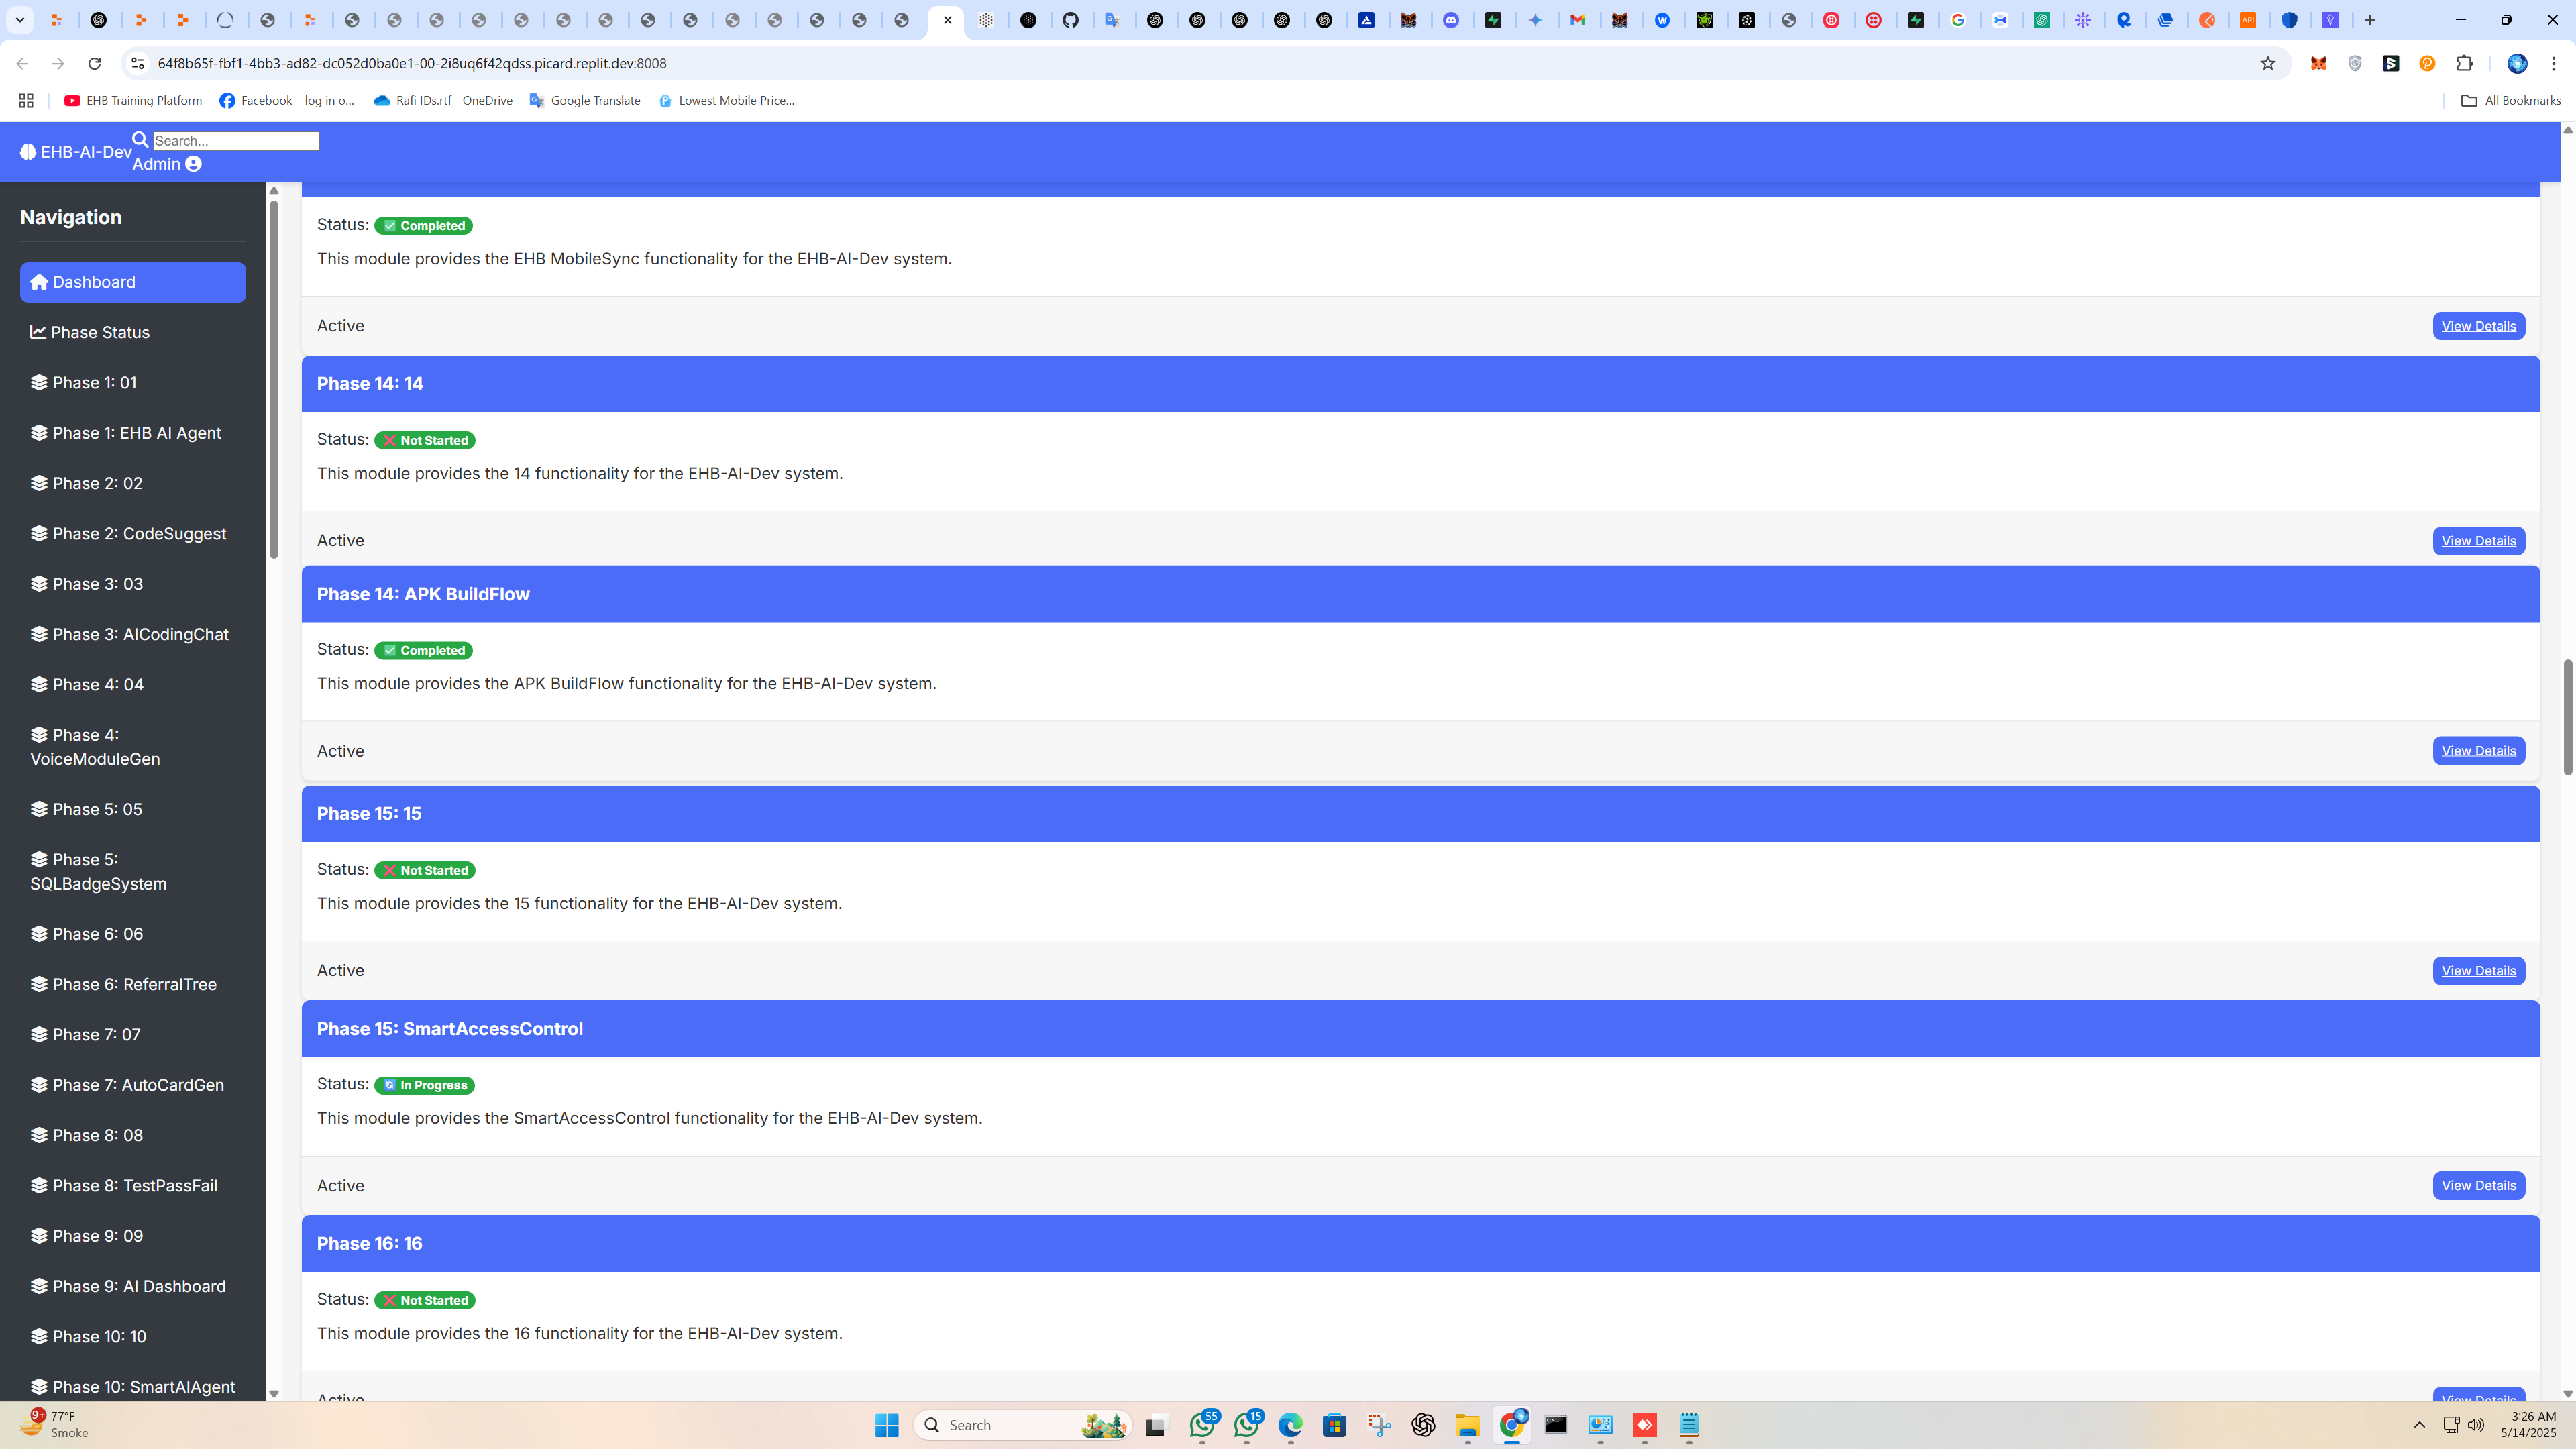 64f8b65f-fbf1-4bb3-ad82-dc052d0ba0e1-00-2i8uq6f42qdss.picard.replit.dev:8008
EHB Training Platform
Facebook – log in o...
Rafi IDs.rtf - OneDrive
Google Translate
Lowest Mobile Price...
All Bookmarks
EHB-AI-Dev
Search...
Admin
Navigation
Dashboard
Phase Status
Phase 1: 01
Phase 1: EHB AI Agent
Phase 2: 02
Phase 2: CodeSuggest
Phase 3: 03
Phase 3: AICodingChat
Phase 4: 04
Phase 4:
VoiceModuleGen
Phase 5: 05
Phase 5:
SQLBadgeSystem
Phase 6: 06
Phase 6: ReferralTree
Phase 7: 07
Phase 7: AutoCardGen
Phase 8: 08
Phase 8: TestPassFail
Phase 9: 09
Phase 9: AI Dashboard
Phase 10: 10
Phase 10: SmartAIAgent
Status: ✅ Completed
This module provides the EHB MobileSync functionality for the EHB-AI-Dev system.
Active
View Details
Phase 14: 14
Status: ❌ Not Started
This module provides the 14 functionality for the EHB-AI-Dev system.
Active
View Details
Phase 14: APK BuildFlow
Status: ✅ Completed
This module provides the APK BuildFlow functionality for the EHB-AI-Dev system.
Active
View Details
Phase 15: 15
Status: ❌ Not Started
This module provides the 15 functionality for the EHB-AI-Dev system.
Active
View Details
Phase 15: SmartAccessControl
Status: 🔄 In Progress
This module provides the SmartAccessControl functionality for the EHB-AI-Dev system.
Active
View Details
Phase 16: 16
Status: ❌ Not Started
This module provides the 16 functionality for the EHB-AI-Dev system.
Active
View Details
9+
77°F
Smoke
Search
55
15
3:26 AM
5/14/2025